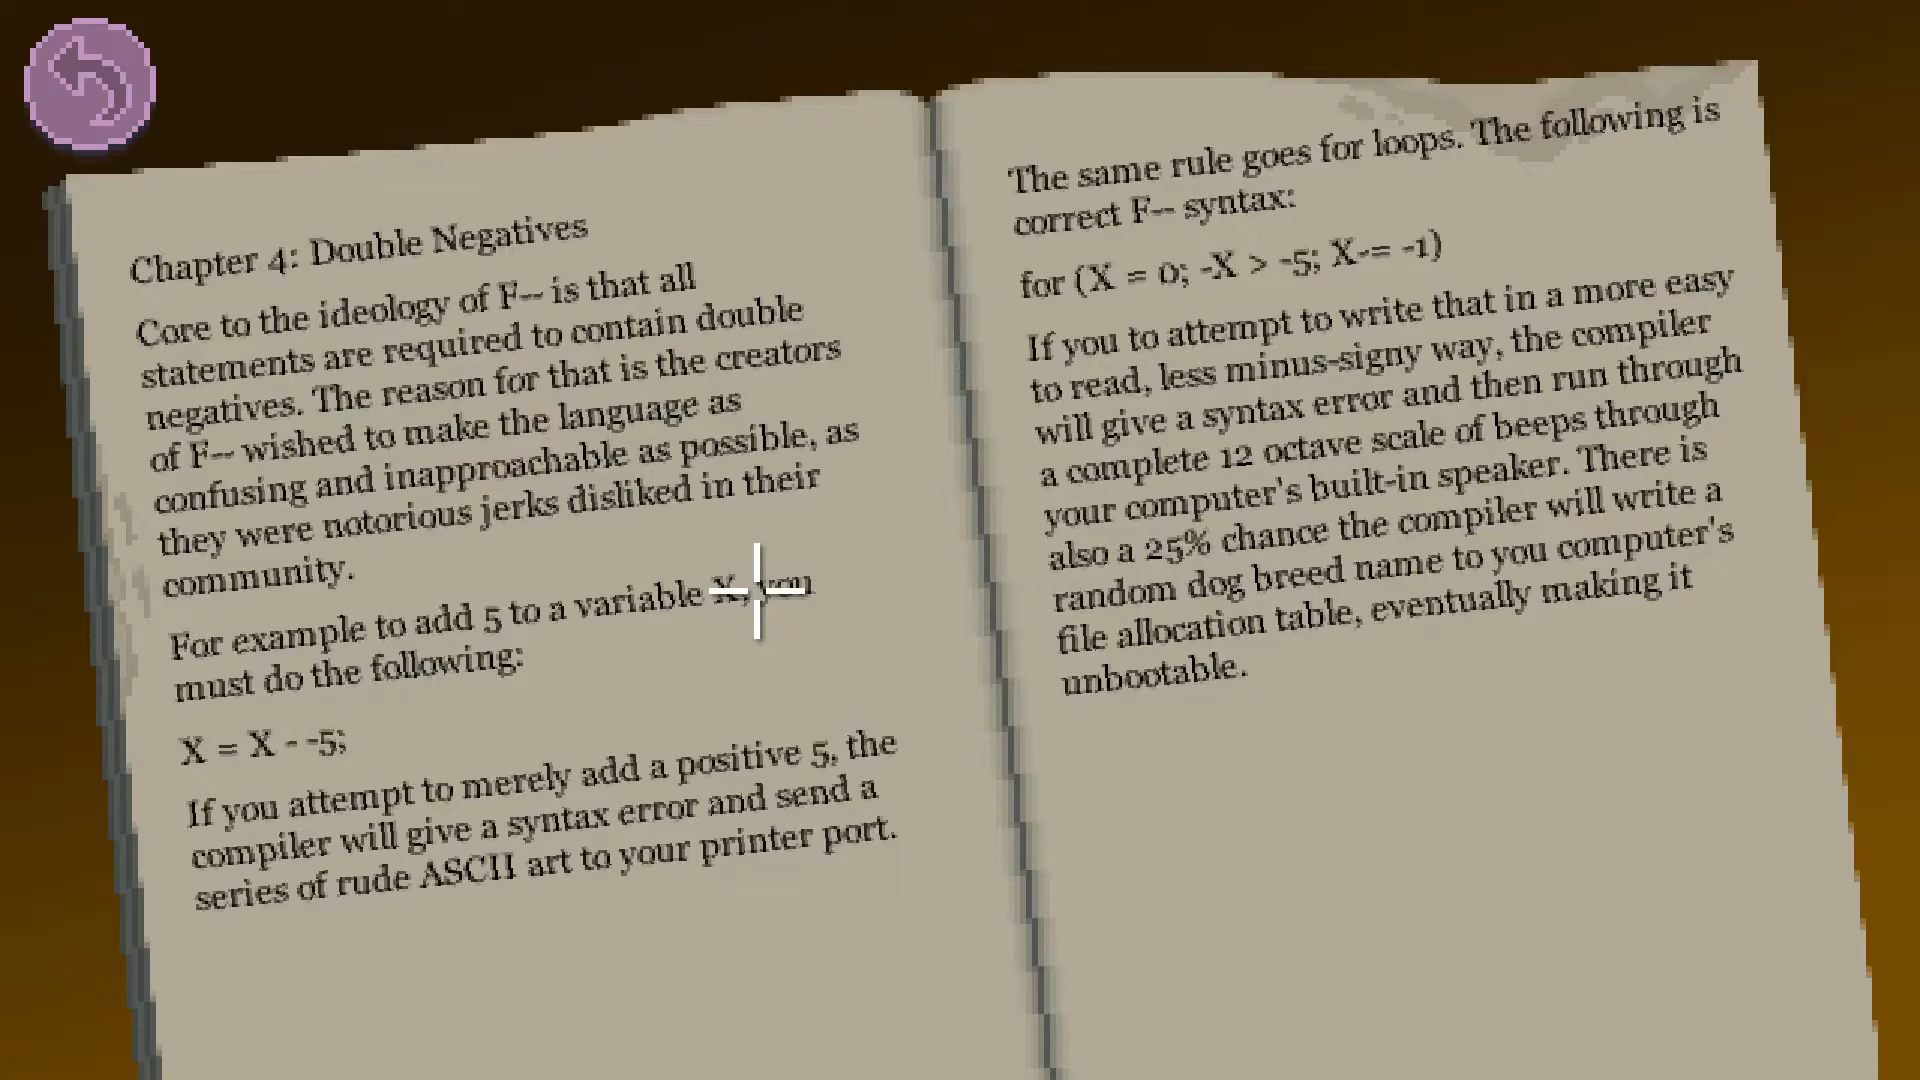 Chapter 4: Double Negatives
Core to the ideology of F-- is that all
statements are required to contain double
negatives. The reason for that is the creators
of F-- wished to make the language as
confusing and inapproachable as possible, as
they were notorious jerks disliked in their
community.
For example to add 5 to a variable X, you
must do the following:
X = X - -5;
If you attempt to merely add a positive 5, the
compiler will give a syntax error and send a
series of rude ASCII art to your printer port.
The same rule goes for loops. The following is
correct F-- syntax:
for (X = 0; -X > -5; X-= -1)
If you to attempt to write that in a more easy
to read, less minus-signy way, the compiler
will give a syntax error and then run through
a complete 12 octave scale of beeps through
your computer's built-in speaker. There is
also a 25% chance the compiler will write a
random dog breed name to you computer's
file allocation table, eventually making it
unbootable.